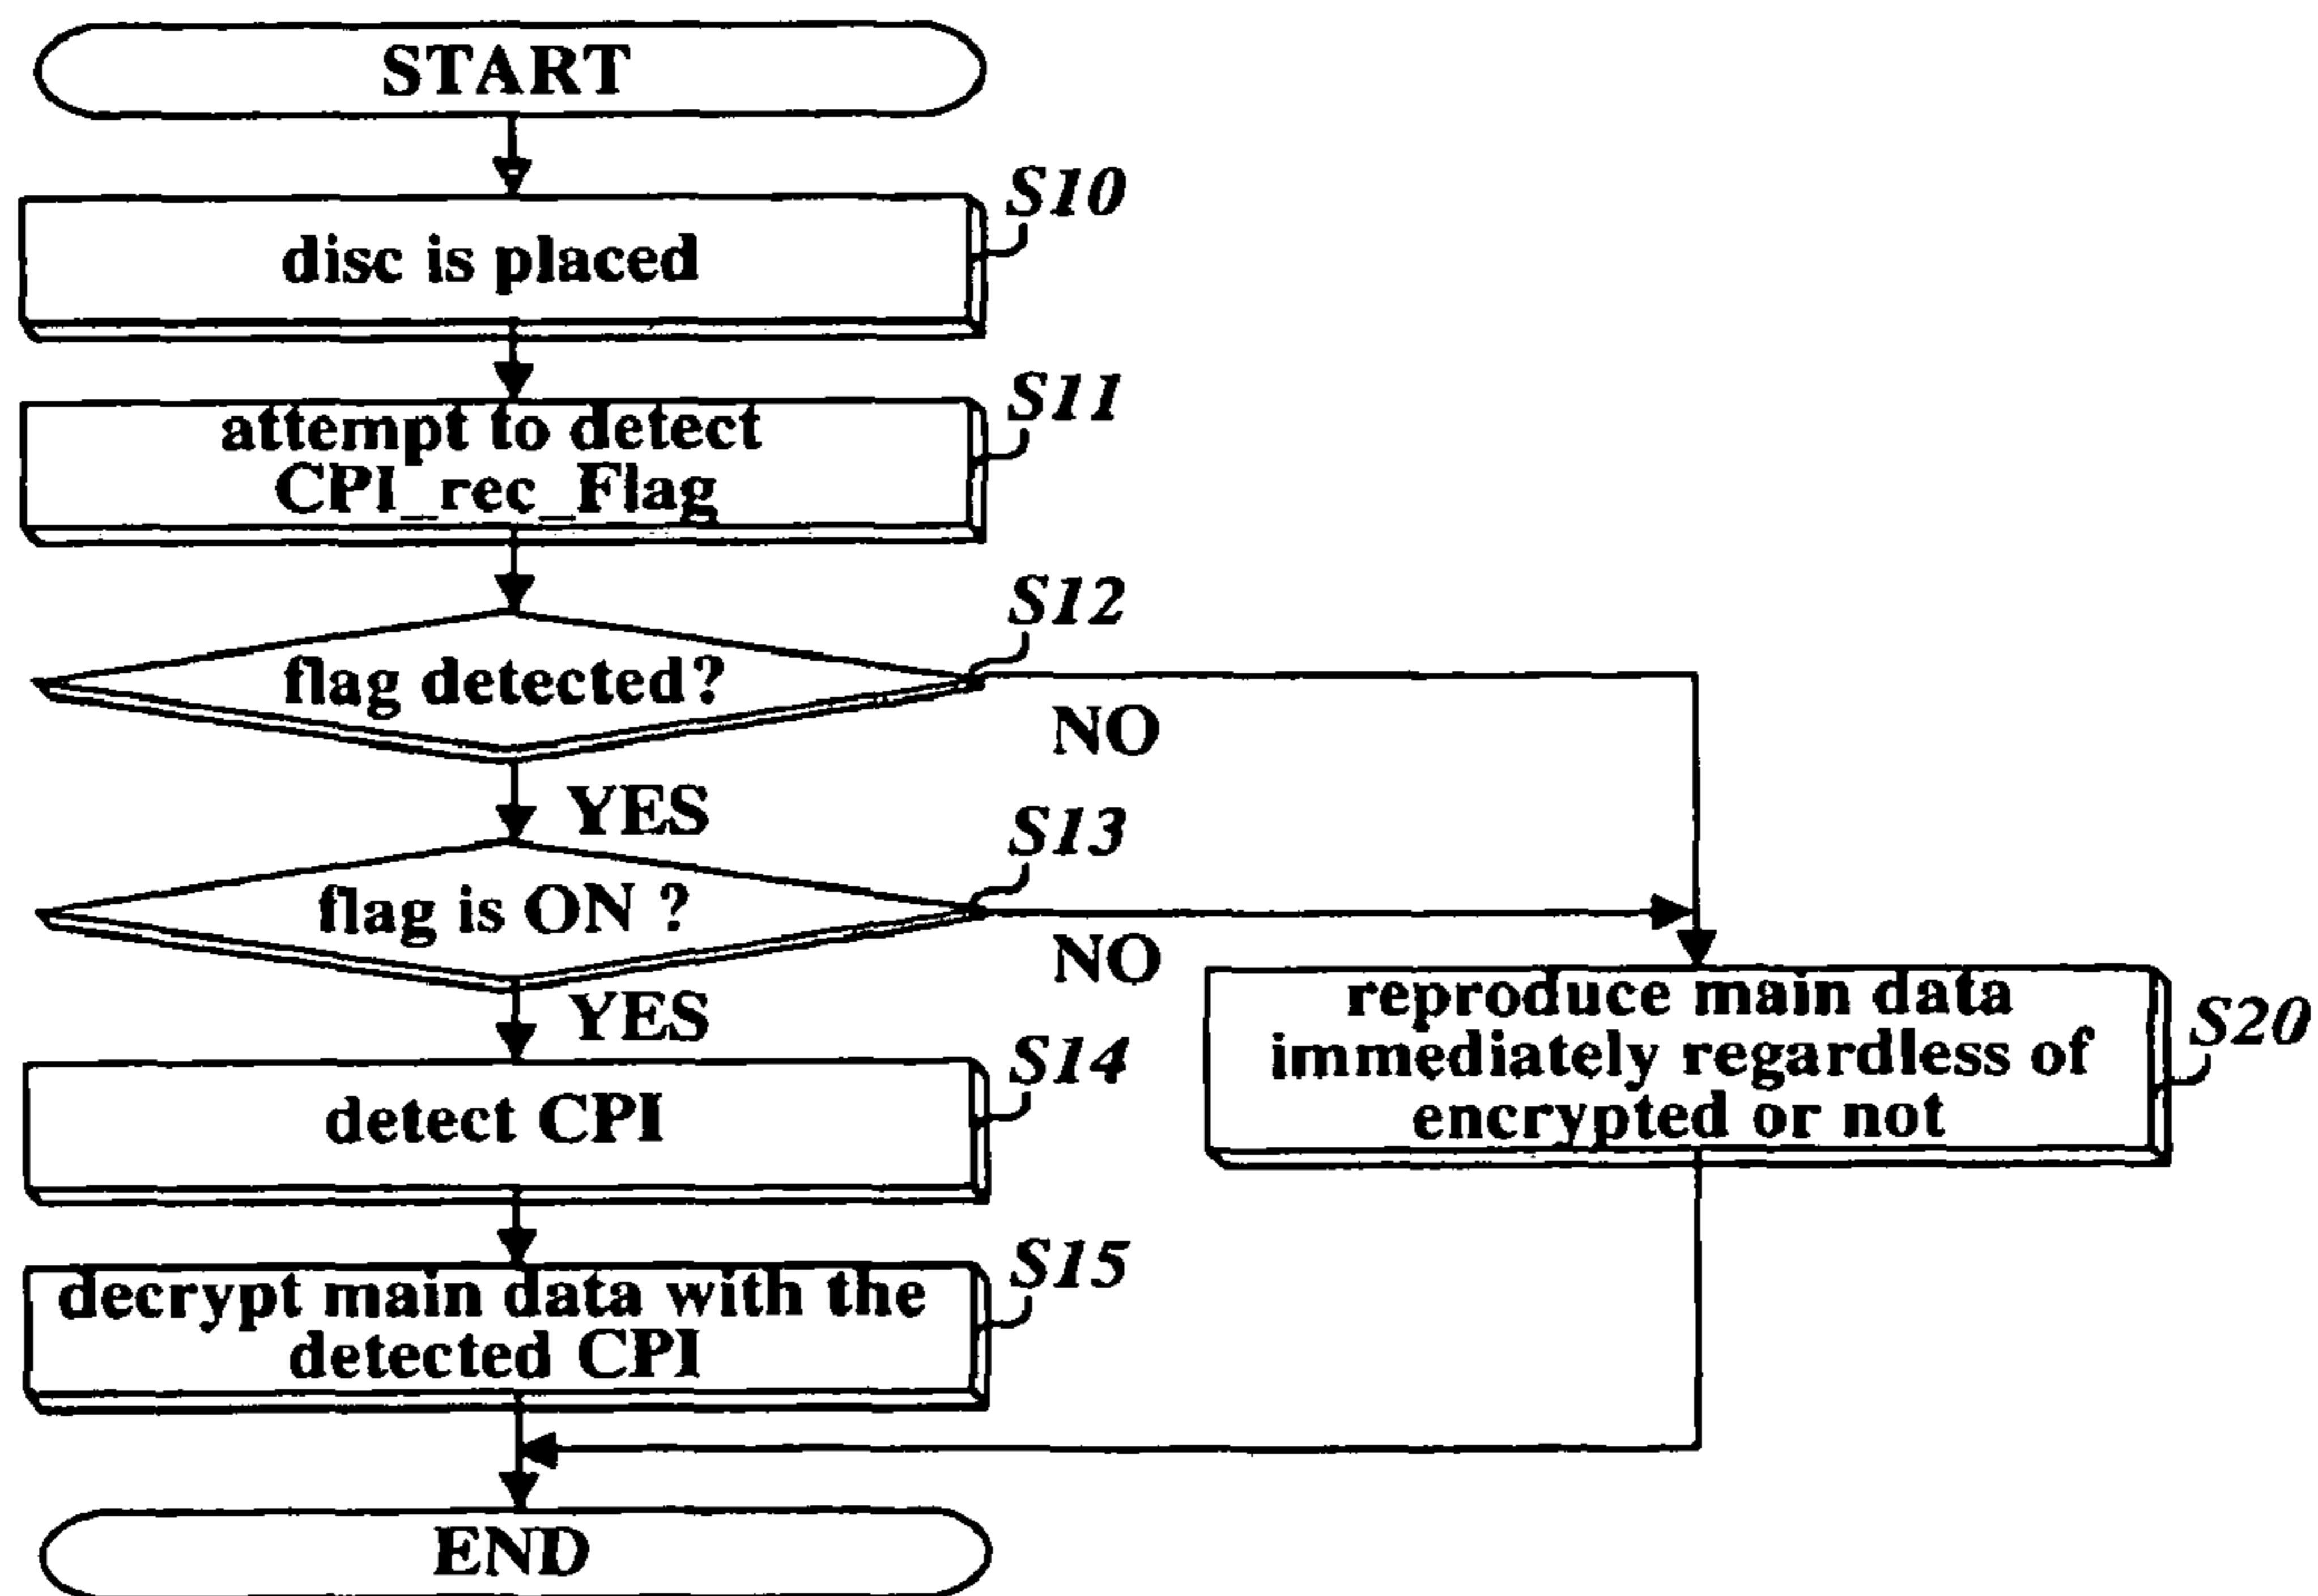 START
S10
disc is placed
S11
attempt to detect
CPI_rec_Flag
S12
flag detected?
NO
YES
S13
flag is ON ?
NO
YES
S14
detect CPI
S20
reproduce main data
immediately regardless of
encrypted or not
S15
decrypt main data with the
detected CPI
END